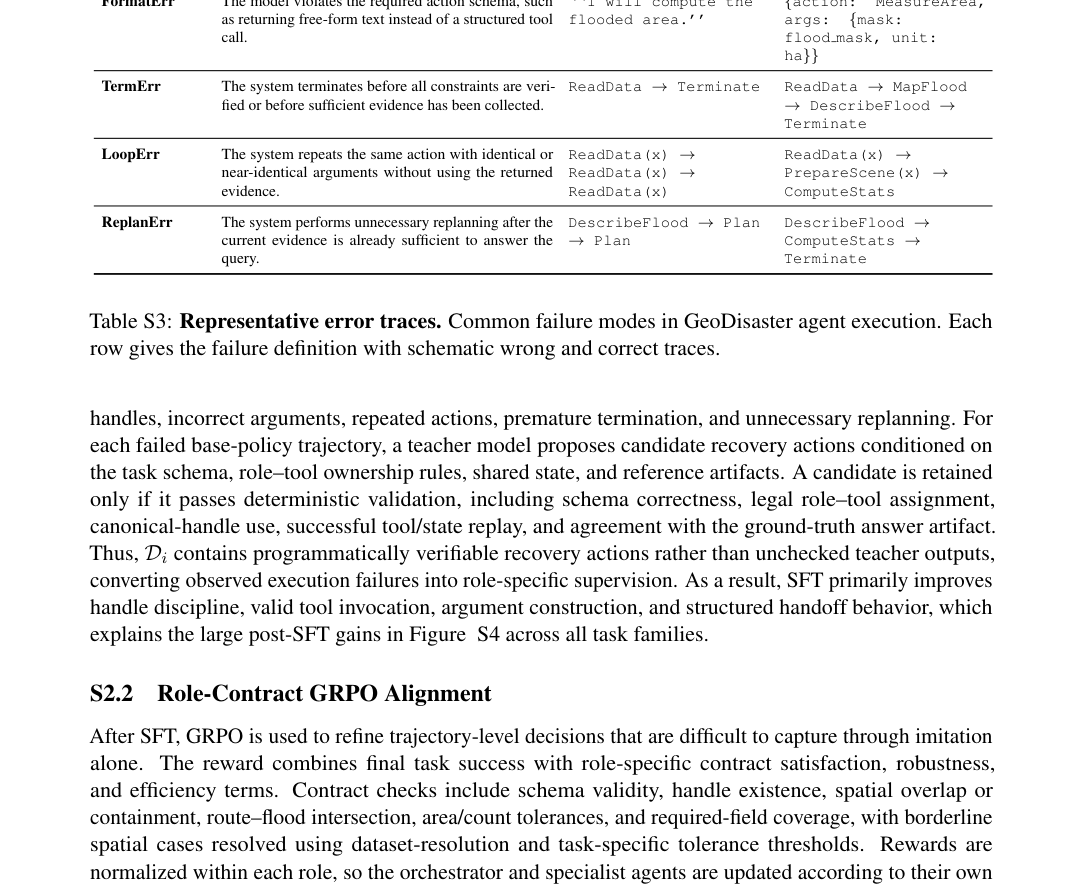 FormatErr The model violates the required action schema, such ``I will compute the {action: MeasureArea,
as returning free-form text instead of a structured tool flooded area.’’ args: {mask:
call. flood_mask, unit:
ha}}
TermErr The system terminates before all constraints are veri- ReadData → Terminate ReadData → MapFlood
fied or before sufficient evidence has been collected. → DescribeFlood →
Terminate
LoopErr The system repeats the same action with identical or ReadData(x) → ReadData(x) →
near-identical arguments without using the returned ReadData(x) → PrepareScene(x) →
evidence. ReadData(x) ComputeStats
ReplanErr The system performs unnecessary replanning after the DescribeFlood → Plan DescribeFlood →
current evidence is already sufficient to answer the → Plan ComputeStats →
query. Terminate
Table S3: Representative error traces. Common failure modes in GeoDisaster agent execution. Each
row gives the failure definition with schematic wrong and correct traces.
handles, incorrect arguments, repeated actions, premature termination, and unnecessary replanning. For
each failed base-policy trajectory, a teacher model proposes candidate recovery actions conditioned on
the task schema, role–tool ownership rules, shared state, and reference artifacts. A candidate is retained
only if it passes deterministic validation, including schema correctness, legal role–tool assignment,
canonical-handle use, successful tool/state replay, and agreement with the ground-truth answer artifact.
Thus, 𝒟i contains programmatically verifiable recovery actions rather than unchecked teacher outputs,
converting observed execution failures into role-specific supervision. As a result, SFT primarily improves
handle discipline, valid tool invocation, argument construction, and structured handoff behavior, which
explains the large post-SFT gains in Figure S4 across all task families.
S2.2 Role-Contract GRPO Alignment
After SFT, GRPO is used to refine trajectory-level decisions that are difficult to capture through imitation
alone. The reward combines final task success with role-specific contract satisfaction, robustness,
and efficiency terms. Contract checks include schema validity, handle existence, spatial overlap or
containment, route–flood intersection, area/count tolerances, and required-field coverage, with borderline
spatial cases resolved using dataset-resolution and task-specific tolerance thresholds. Rewards are
normalized within each role, so the orchestrator and specialist agents are updated according to their own